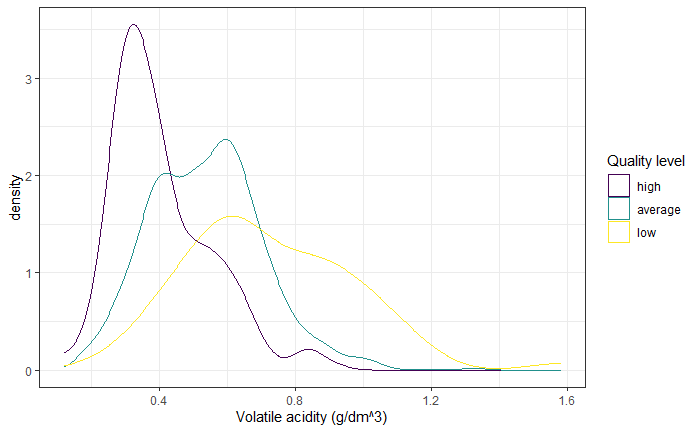 density
3
2
1
0
0.4 0.8 1.2 1.6
Volatile acidity (g/dm^3)
Quality level
high
average
low